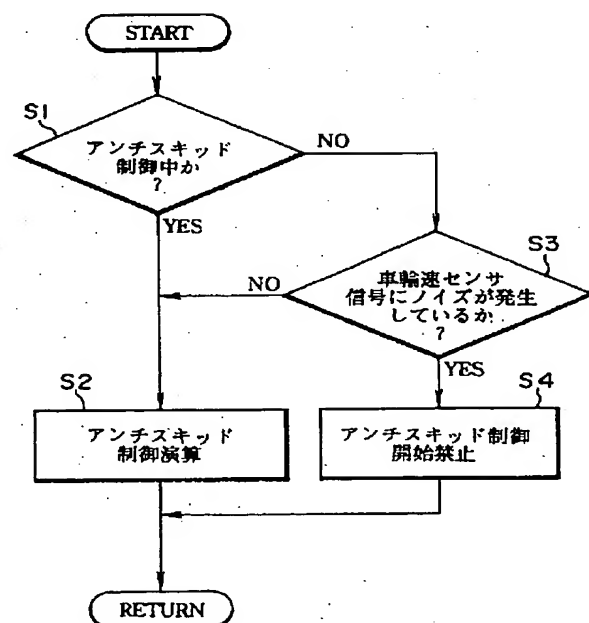 START
S1
アンチスキッド
制御中か
?
NO
YES
S3
車輪速センサ
信号にノイズが発生
しているか
?
NO
YES
S2
アンチスキッド
制御演算
S4
アンチスキッド制御
開始禁止
RETURN